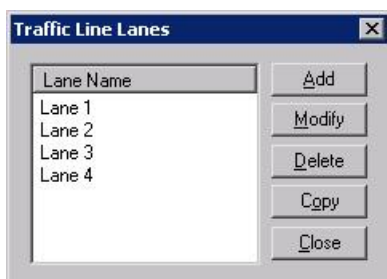 Traffic Line Lanes
Lane Name
Lane 1
Lane 2
Lane 3
Lane 4
Add
Modify
Delete
Copy
Close